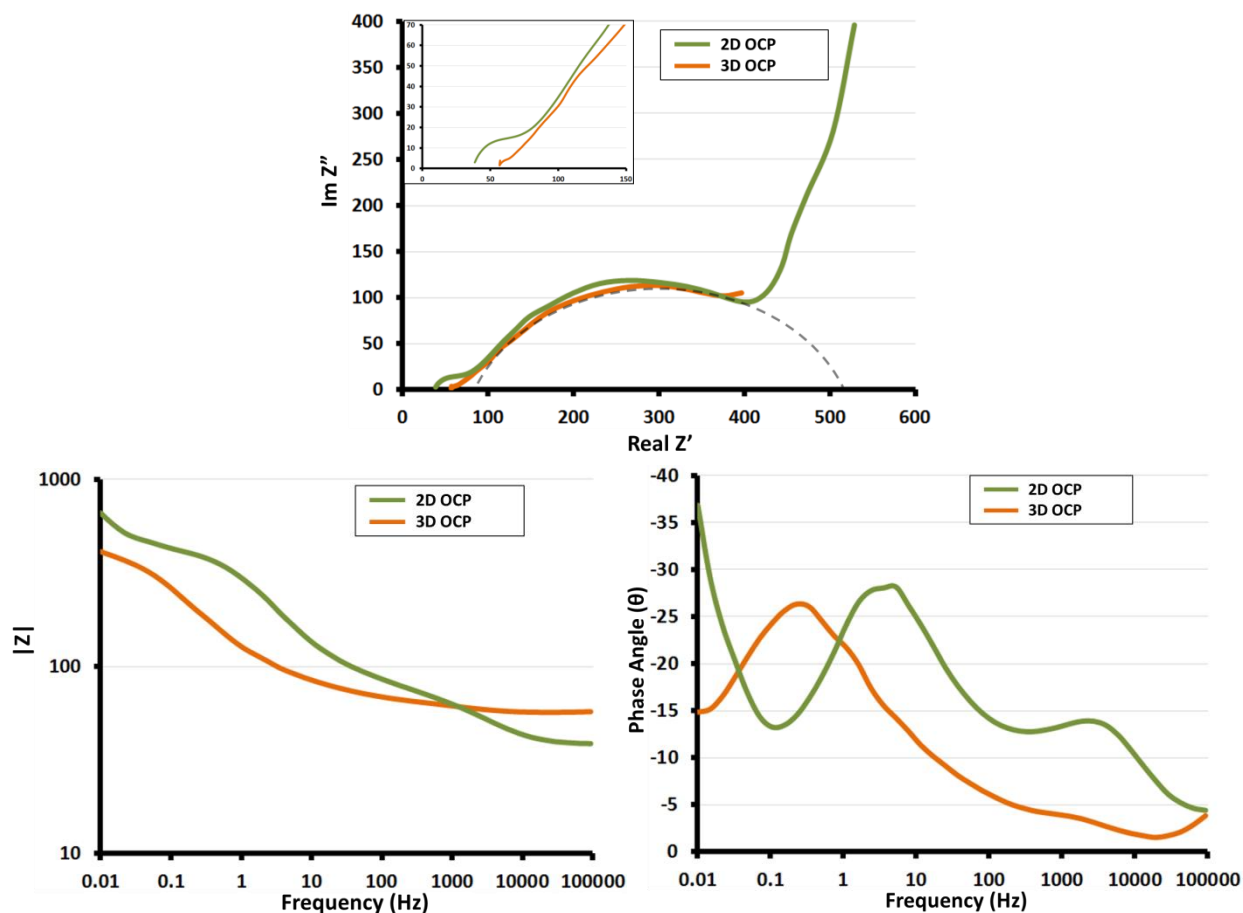 400
350
300
250
200
150
100
50
0
Im Z”
70
60
50
40
30
20
10
0
0 50 100 150
2D OCP
3D OCP
0 100 200 300 400 500 600
Real Z’
1000
100
10
|Z|
2D OCP
3D OCP
0.01 0.1 1 10 100 1000 10000 100000
Frequency (Hz)
-40
-35
-30
-25
-20
-15
-10
-5
0
Phase Angle (θ)
2D OCP
3D OCP
0.01 0.1 1 10 100 1000 10000 100000
Frequency (Hz)